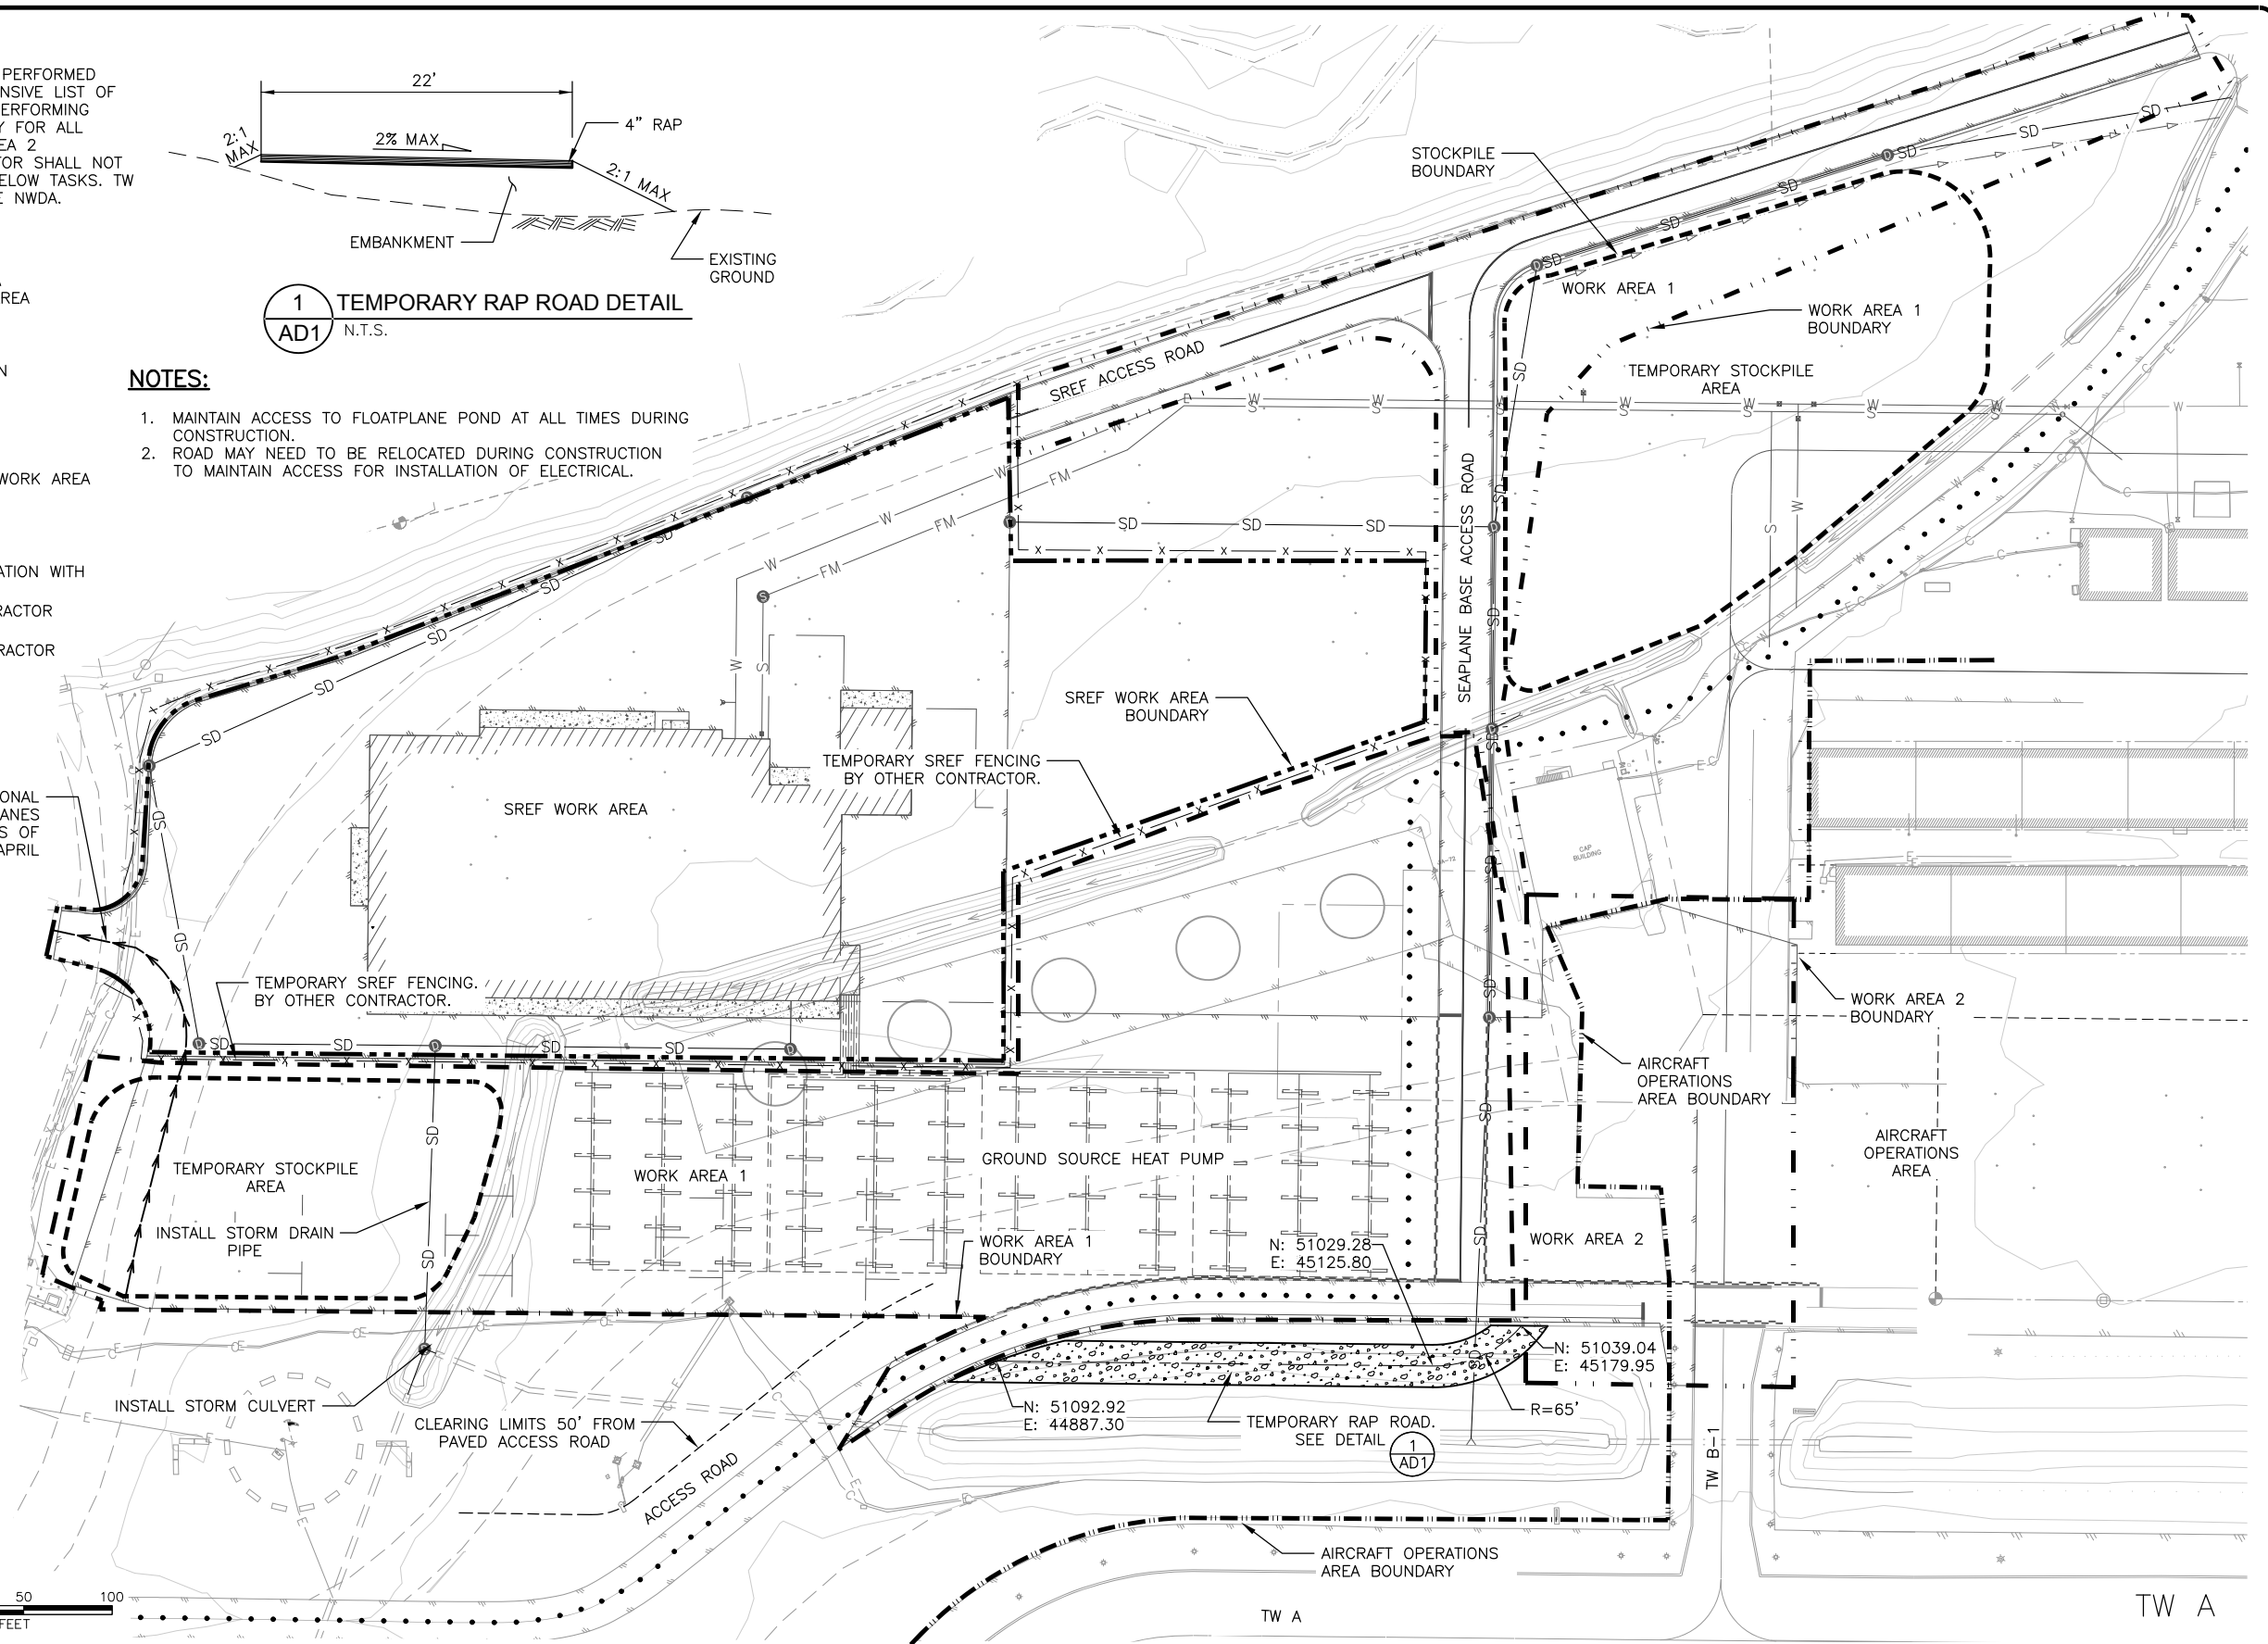 PERFORMED
NSIVE LIST OF
ERFORMING
Y FOR ALL
EA 2
TOR SHALL NOT
ELOW TASKS. TW
E NWDA.
REA
N
WORK AREA
ATION WITH
RACTOR
RACTOR
ONAL
ANES
S OF
APRIL
22'
2:1
MAX
2% MAX
4" RAP
2:1 MAX
EMBANKMENT
EXISTING
GROUND
1
AD1
TEMPORARY RAP ROAD DETAIL
N.T.S.
NOTES:
1. MAINTAIN ACCESS TO FLOATPLANE POND AT ALL TIMES DURING
CONSTRUCTION.
2. ROAD MAY NEED TO BE RELOCATED DURING CONSTRUCTION
TO MAINTAIN ACCESS FOR INSTALLATION OF ELECTRICAL.
STOCKPILE
BOUNDARY
WORK AREA 1
WORK AREA 1
BOUNDARY
TEMPORARY STOCKPILE
AREA
SREF ACCESS ROAD
SEAPLANE BASE ACCESS ROAD
SREF WORK AREA
BOUNDARY
TEMPORARY SREF FENCING
BY OTHER CONTRACTOR.
SREF WORK AREA
CAP
BUILDING
TEMPORARY SREF FENCING.
BY OTHER CONTRACTOR.
WORK AREA 2
BOUNDARY
AIRCRAFT
OPERATIONS
AREA BOUNDARY
AIRCRAFT
OPERATIONS
AREA
TEMPORARY STOCKPILE
AREA
WORK AREA 1
GROUND SOURCE HEAT PUMP
INSTALL STORM DRAIN
PIPE
WORK AREA 1
BOUNDARY
N: 51029.28
E: 45125.80
WORK AREA 2
N: 51039.04
E: 45179.95
INSTALL STORM CULVERT
CLEARING LIMITS 50' FROM
PAVED ACCESS ROAD
N: 51092.92
E: 44887.30
TEMPORARY RAP ROAD.
SEE DETAIL
1
AD1
R=65'
ACCESS ROAD
TW B-1
AIRCRAFT OPERATIONS
AREA BOUNDARY
TW A
TW A
50
100
FEET